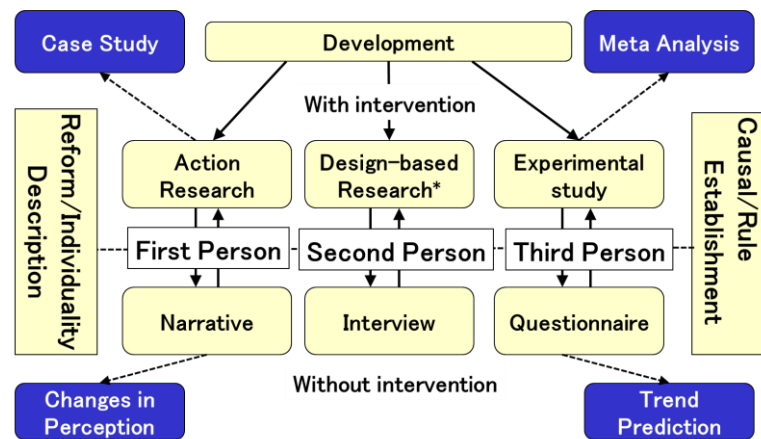 Case Study
Development
Meta Analysis
With intervention
Reform/Individuality
Description
Action
Research
Design-based
Research*
Experimental
study
Causal/Rule
Establishment
First Person
Second Person
Third Person
Narrative
Interview
Questionnaire
Without intervention
Changes in
Perception
Trend
Prediction